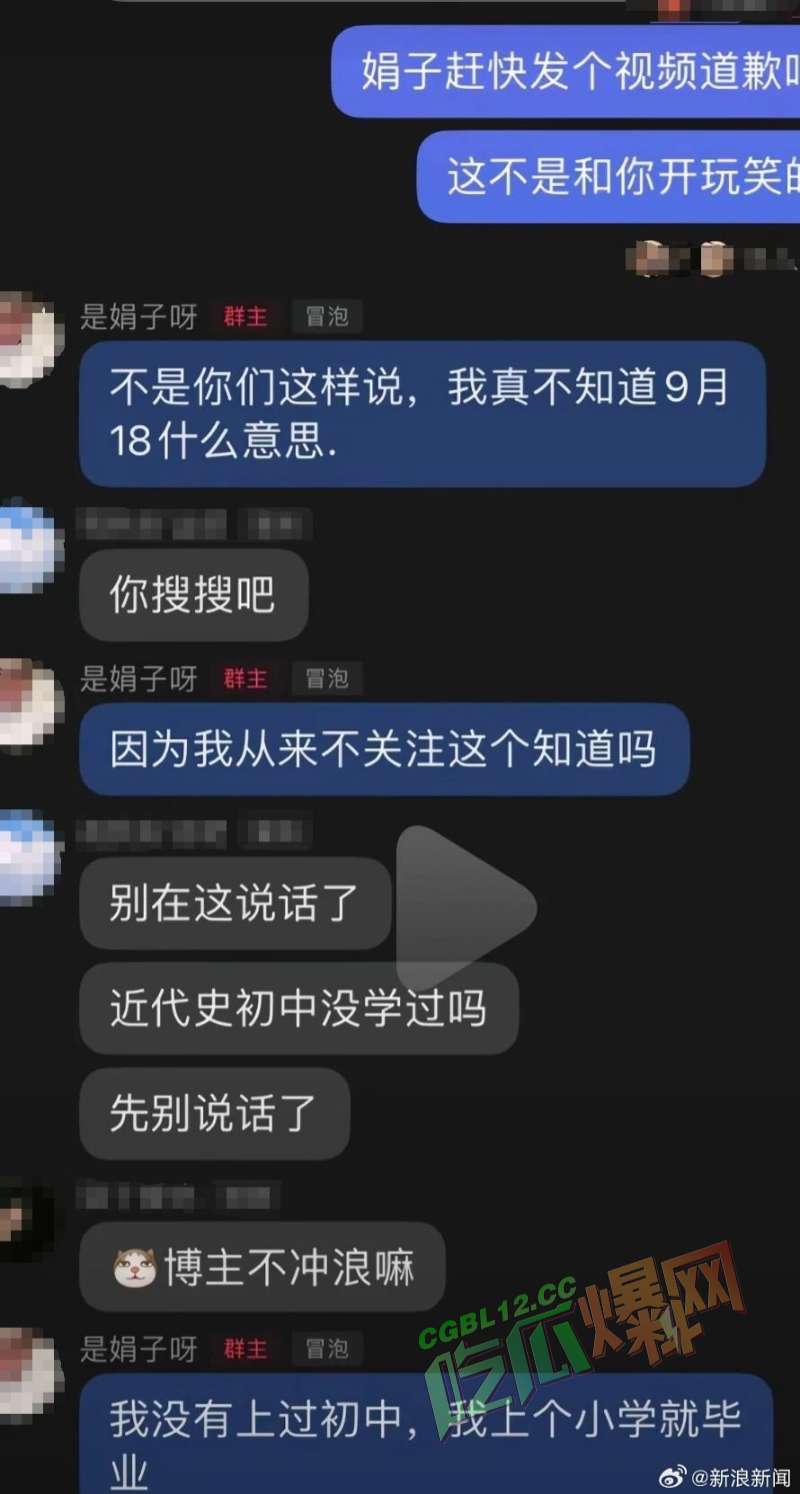 娟子赶快发个视频道歉
这不是和你开玩笑的
是娟子呀 群主 冒泡
不是你们这样说，我真不知道9月
18什么意思.
你搜搜吧
是娟子呀 群主 冒泡
因为我从来不关注这个知道吗
别在这说话了
近代史初中没学过吗
先别说话了
博主不冲浪嘛
CGBL12.CC
吃瓜爆料网
是娟子呀 群主 冒泡
我没有上过初中，我上个小学就毕
业
@新浪新闻